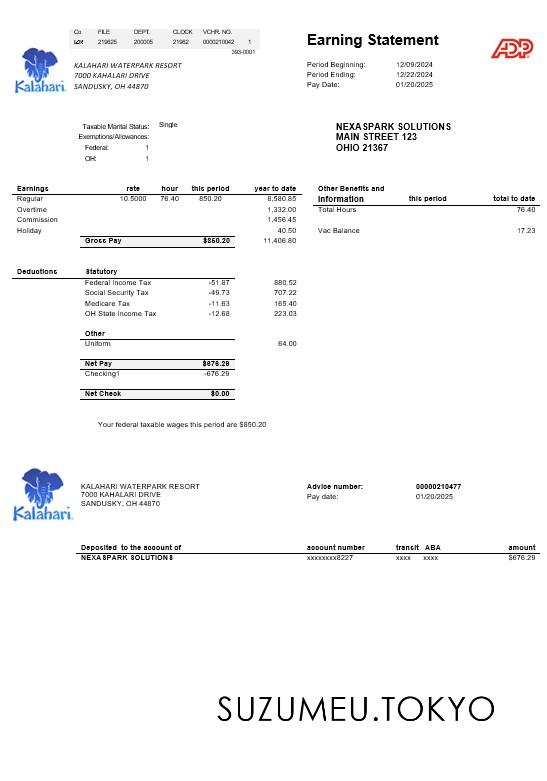 Co FILE DEPT. CLOCK VCHR. NO.
219625 200005 21962 0000210042 1
393-0001
Earning Statement
ADP
Kalahari.
KALAHARI WATERPARK RESORT
7000 KAHALARI DRIVE
SANDUSKY, OH 44870
Period Beginning: 12/09/2024
Period Ending: 12/22/2024
Pay Date: 01/20/2025
Taxable Marital Status: Single
Exemptions/Allowances:
Federal: 1
OH: 1
NEXASPARK SOLUTIONS
MAIN STREET 123
OHIO 21367
Earnings rate hour this period year to date
Regular 10.5000 76.40 850.20 8,580.85
Overtime 1,332.00
Commission 1,456.45
Holiday 40.50
Gross Pay $850.20 11,406.80
Other Benefits and
Information this period total to date
Total Hours 76.40
Vac Balance 17.23
Deductions Statutory
Federal Income Tax -51.87 880.52
Social Security Tax -49.73 707.22
Medicare Tax -11.63 165.40
OH State Income Tax -12.68 223.03
Other
Uniform 64.00
Net Pay $676.29
Checking1 -676.29
Net Check $0.00
Your federal taxable wages this period are $850.20
Kalahari.
KALAHARI WATERPARK RESORT
7000 KAHALARI DRIVE
SANDUSKY, OH 44870
Advice number: 00000210477
Pay date: 01/20/2025
Deposited to the account of account number transit ABA amount
NEXASPARK SOLUTIONS xxxxxxxx8227 xxxx xxxx $676.29
SUZUMEU.TOKYO